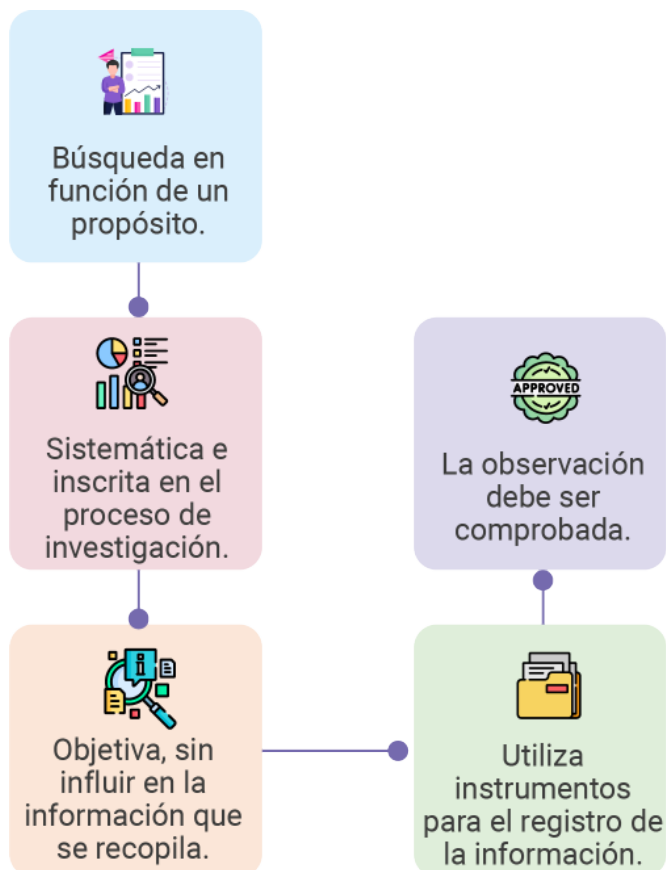 Búsqueda en
función de un
propósito.
Sistemática e
inscrita en el
proceso de
investigación.
Objetiva, sin
influir en la
información que
se recopila.
Utiliza
instrumentos
para el registro de
la información.
APPROVED
La observación
debe ser
comprobada.